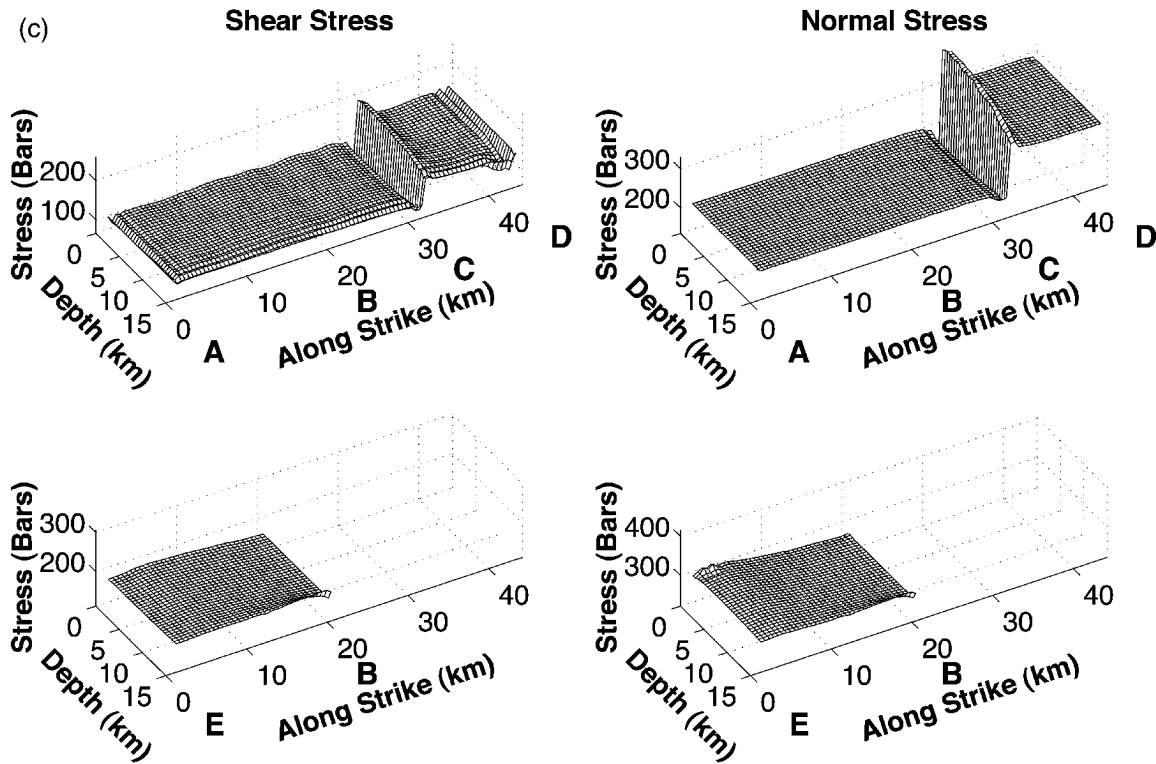 (c)
Shear Stress
Normal Stress
Stress (Bars)
200
100
0
5
10
15
Depth (km)
0
10
20
30
40
Along Strike (km)
A
B
C
D
Stress (Bars)
300
200
0
5
10
15
Depth (km)
0
10
20
30
40
Along Strike (km)
A
B
C
D
Stress (Bars)
300
200
0
5
10
15
Depth (km)
0
10
20
30
40
Along Strike (km)
E
B
Stress (Bars)
400
300
0
5
10
15
Depth (km)
0
10
20
30
40
Along Strike (km)
E
B